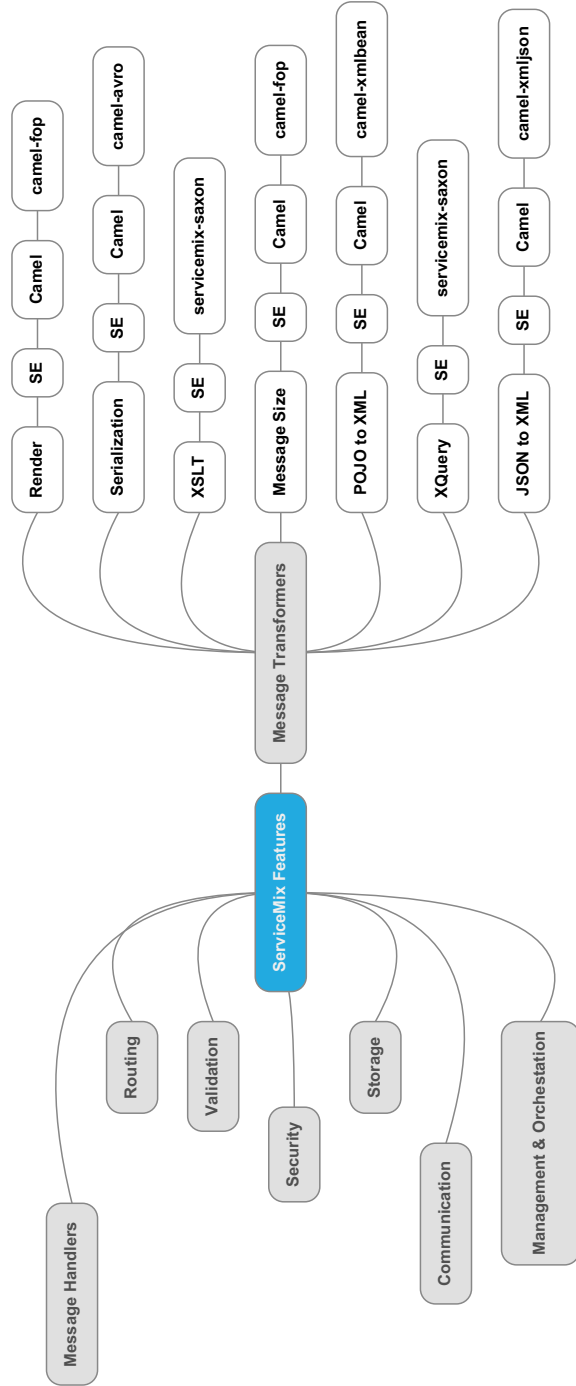 Message Handlers
Routing
Validation
Security
Storage
Communication
Management & Orchestation
ServiceMix Features
Message Transformers
Render
SE
Camel
camel-fop
Serialization
SE
Camel
camel-avro
XSLT
SE
servicemix-saxon
Message Size
SE
Camel
camel-fop
POJO to XML
SE
Camel
camel-xmlbean
XQuery
SE
servicemix-saxon
JSON to XML
SE
Camel
camel-xmljson